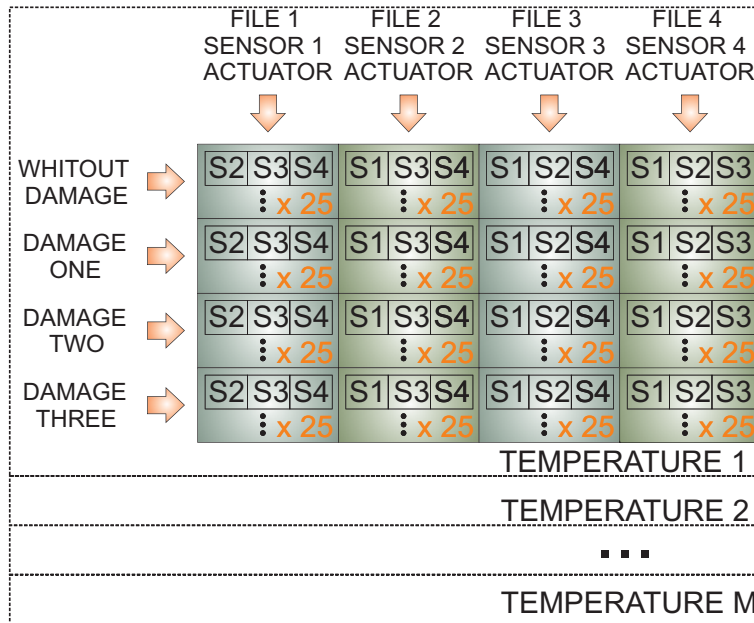 FILE 1 FILE 2 FILE 3 FILE 4
SENSOR 1 SENSOR 2 SENSOR 3 SENSOR 4
ACTUATOR ACTUATOR ACTUATOR ACTUATOR
WHITOUT
DAMAGE
S2 S3 S4 S1 S3 S4 S1 S2 S4 S1 S2 S3
x 25 x 25 x 25 x 25
DAMAGE
ONE
S2 S3 S4 S1 S3 S4 S1 S2 S4 S1 S2 S3
x 25 x 25 x 25 x 25
DAMAGE
TWO
S2 S3 S4 S1 S3 S4 S1 S2 S4 S1 S2 S3
x 25 x 25 x 25 x 25
DAMAGE
THREE
S2 S3 S4 S1 S3 S4 S1 S2 S4 S1 S2 S3
x 25 x 25 x 25 x 25
TEMPERATURE 1
TEMPERATURE 2
...
TEMPERATURE M